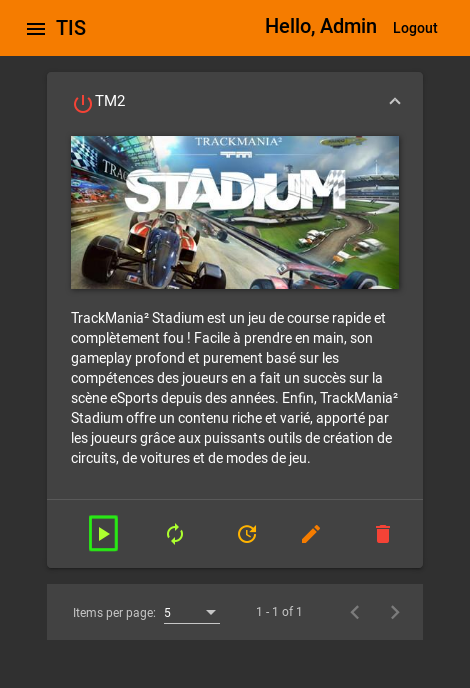 TIS
Hello, Admin
Logout
TM2
TRACKMANIA²
TM
STADIUM
TrackMania² Stadium est un jeu de course rapide et
complètement fou ! Facile à prendre en main, son
gameplay profond et purement basé sur les
compétences des joueurs en a fait un succès sur la
scène eSports depuis des années. Enfin, TrackMania²
Stadium offre un contenu riche et varié, apporté par
les joueurs grâce aux puissants outils de création de
circuits, de voitures et de modes de jeu.
Items per page:
5
1 - 1 of 1